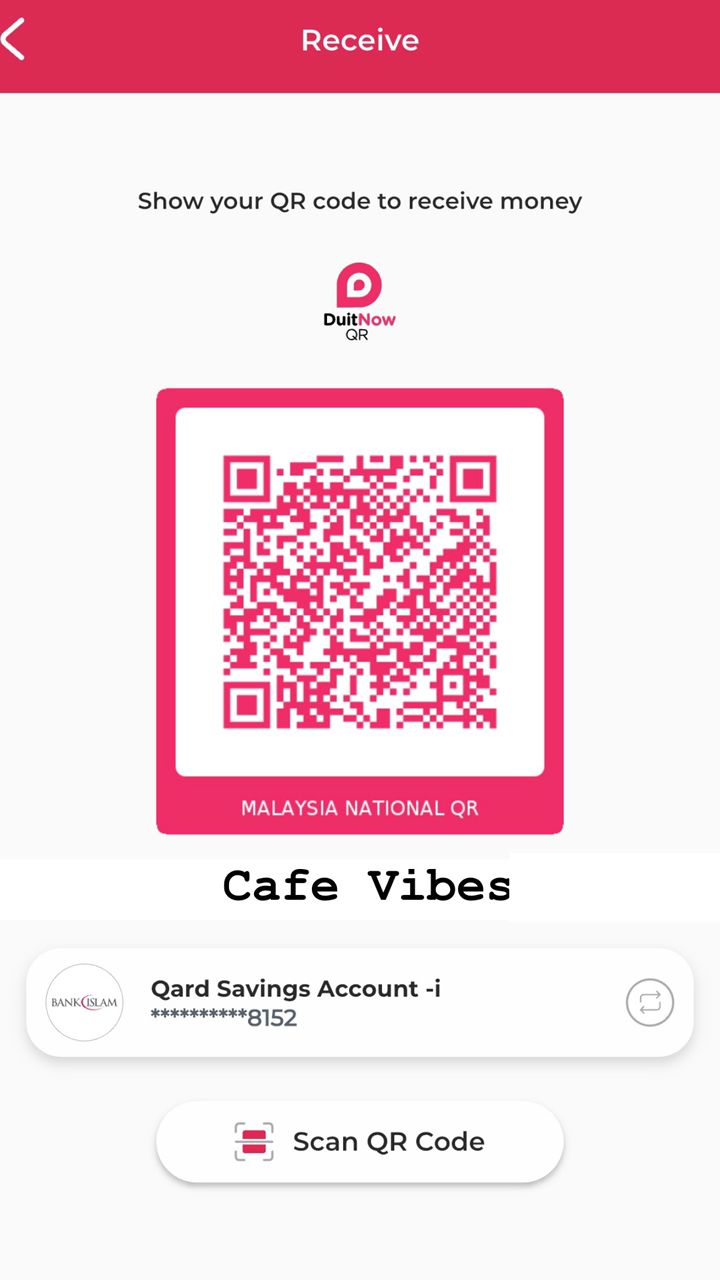 Receive
Show your QR code to receive money
DuitNow
QR
MALAYSIA NATIONAL QR
Cafe Vibes
BANK ISLAM
Qard Savings Account -i
**********8152
Scan QR Code